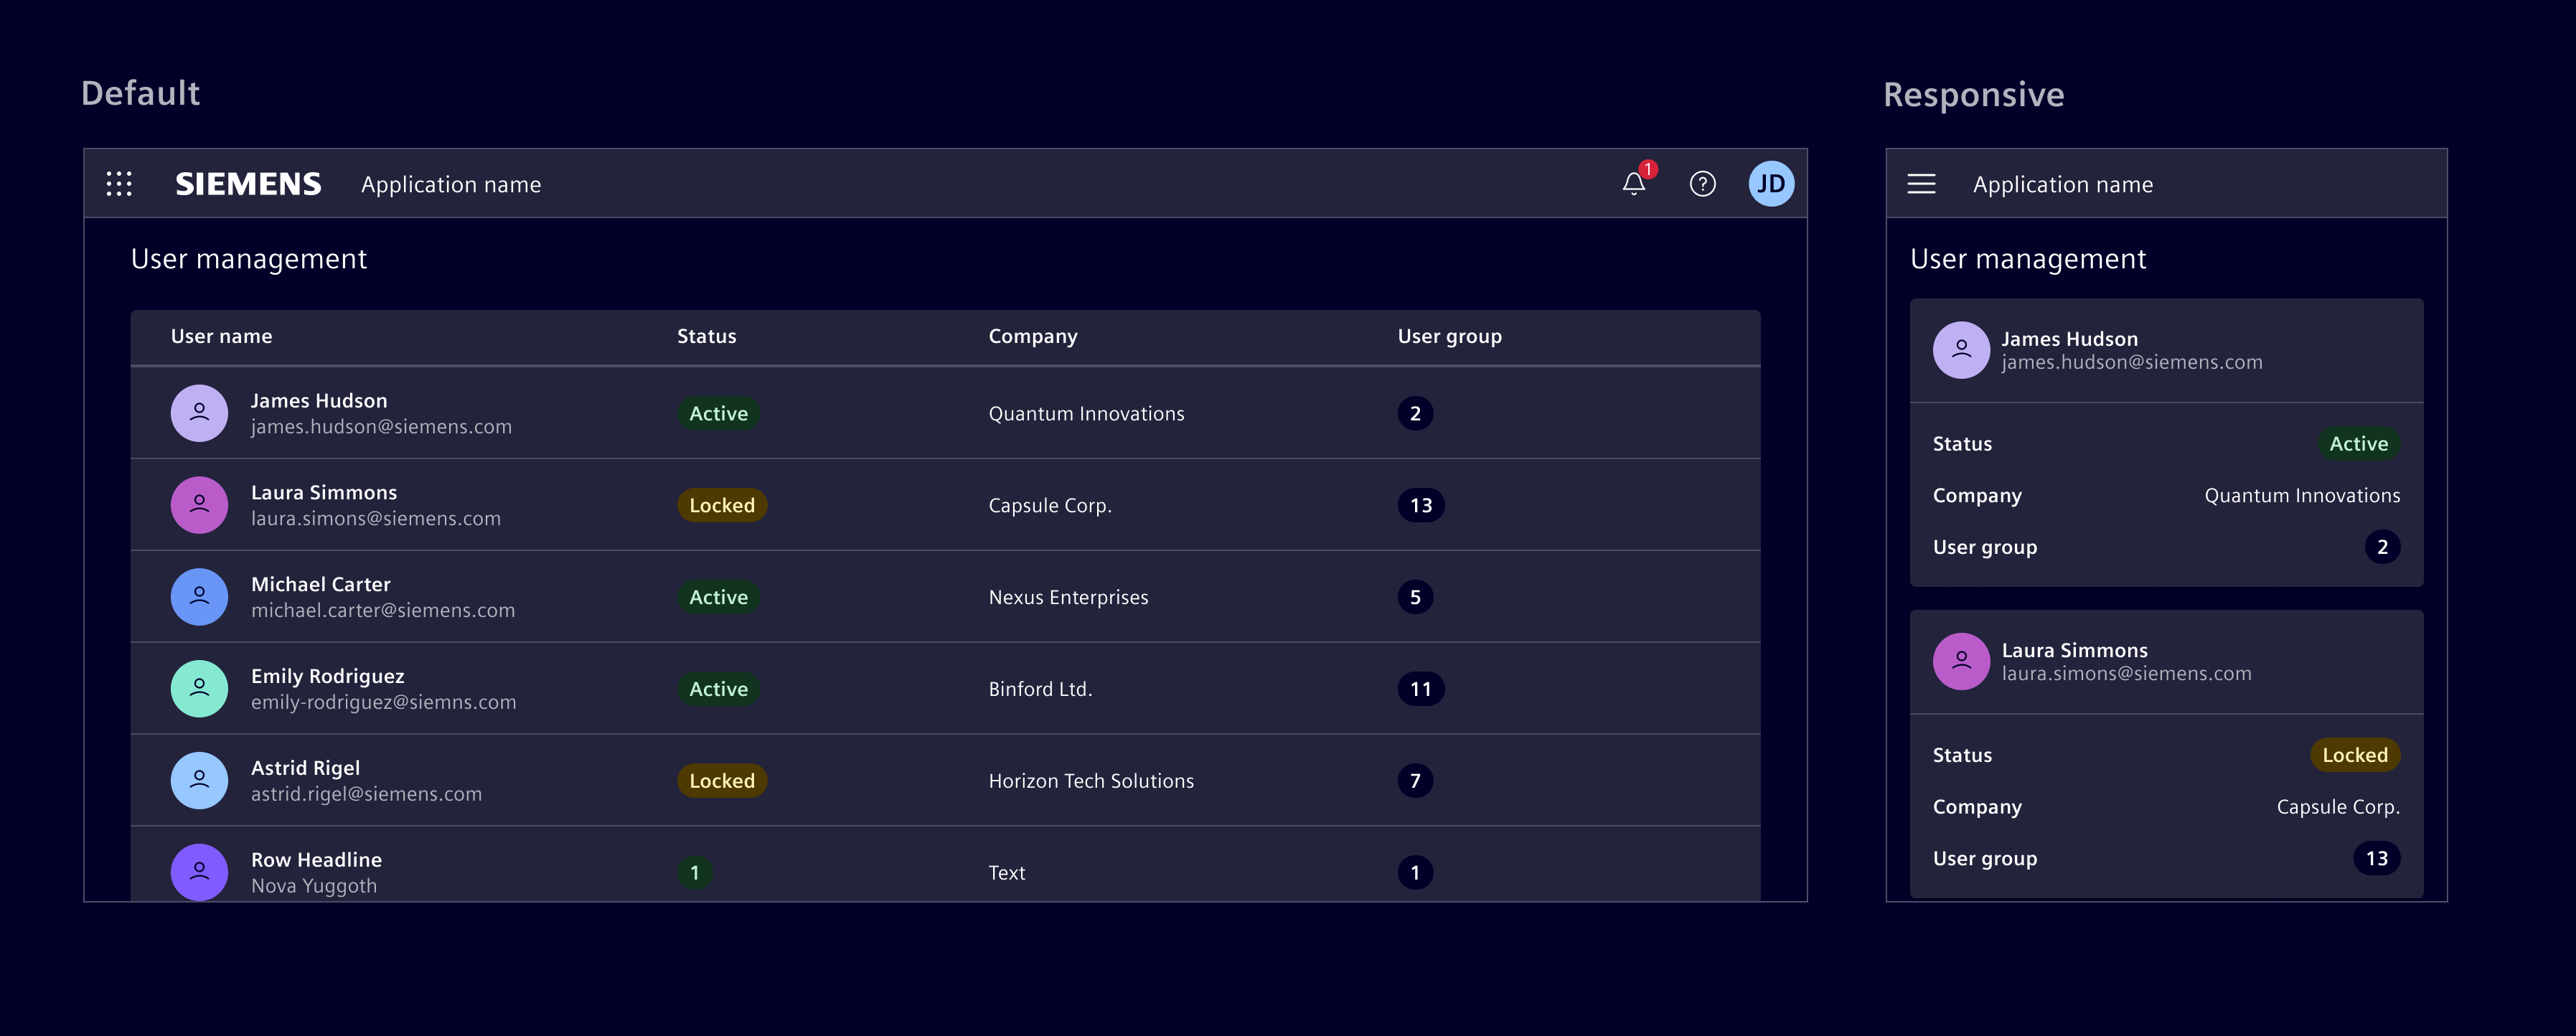 Default
SIEMENS Application name 1 ? JD
User management
User name Status Company User group
James Hudson
james.hudson@siemens.com
Active Quantum Innovations 2
Laura Simmons
laura.simons@siemens.com
Locked Capsule Corp. 13
Michael Carter
michael.carter@siemens.com
Active Nexus Enterprises 5
Emily Rodriguez
emily-rodriguez@siemns.com
Active Binford Ltd. 11
Astrid Rigel
astrid.rigel@siemens.com
Locked Horizon Tech Solutions 7
Row Headline
Nova Yuggoth
1 Text 1
Responsive
Application name
User management
James Hudson
james.hudson@siemens.com
Status Active
Company Quantum Innovations
User group 2
Laura Simmons
laura.simons@siemens.com
Status Locked
Company Capsule Corp.
User group 13